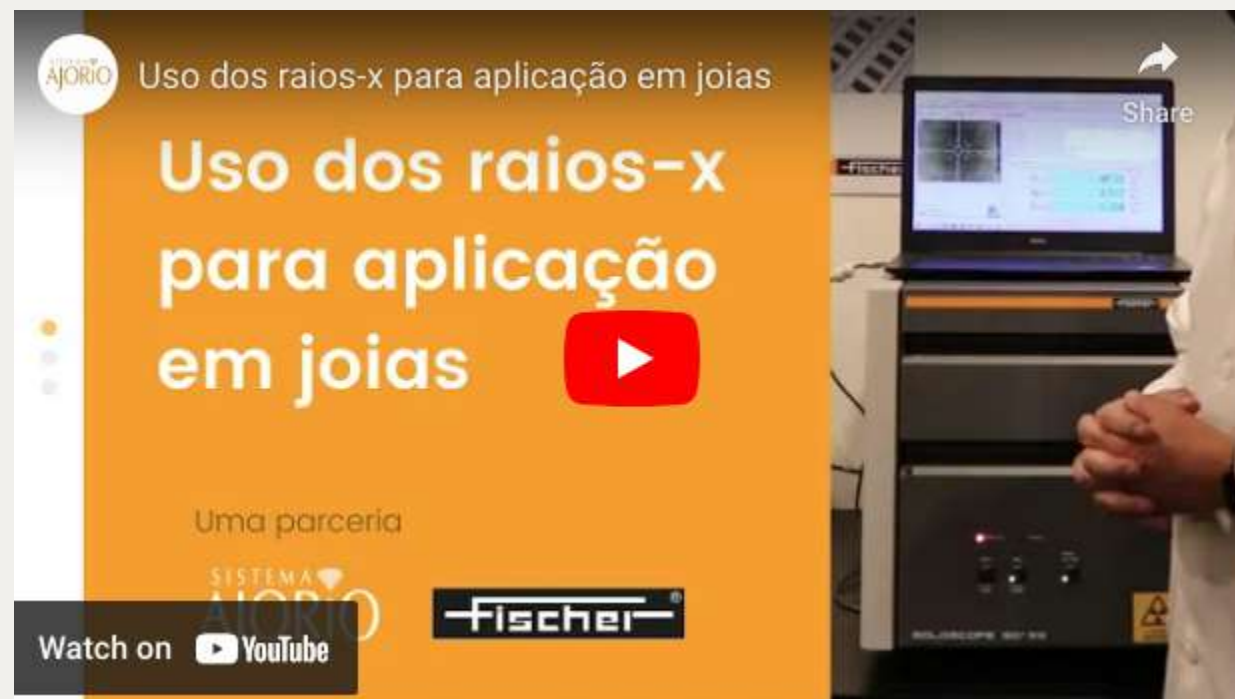 SISTEMA
AJORIO
Uso dos raios-x para aplicação em joias
Share
Uso dos raios-x
para aplicação
em joias
Uma parceria
SISTEMA
AJORIO
fischer®
Watch on YouTube
fischer
fischer